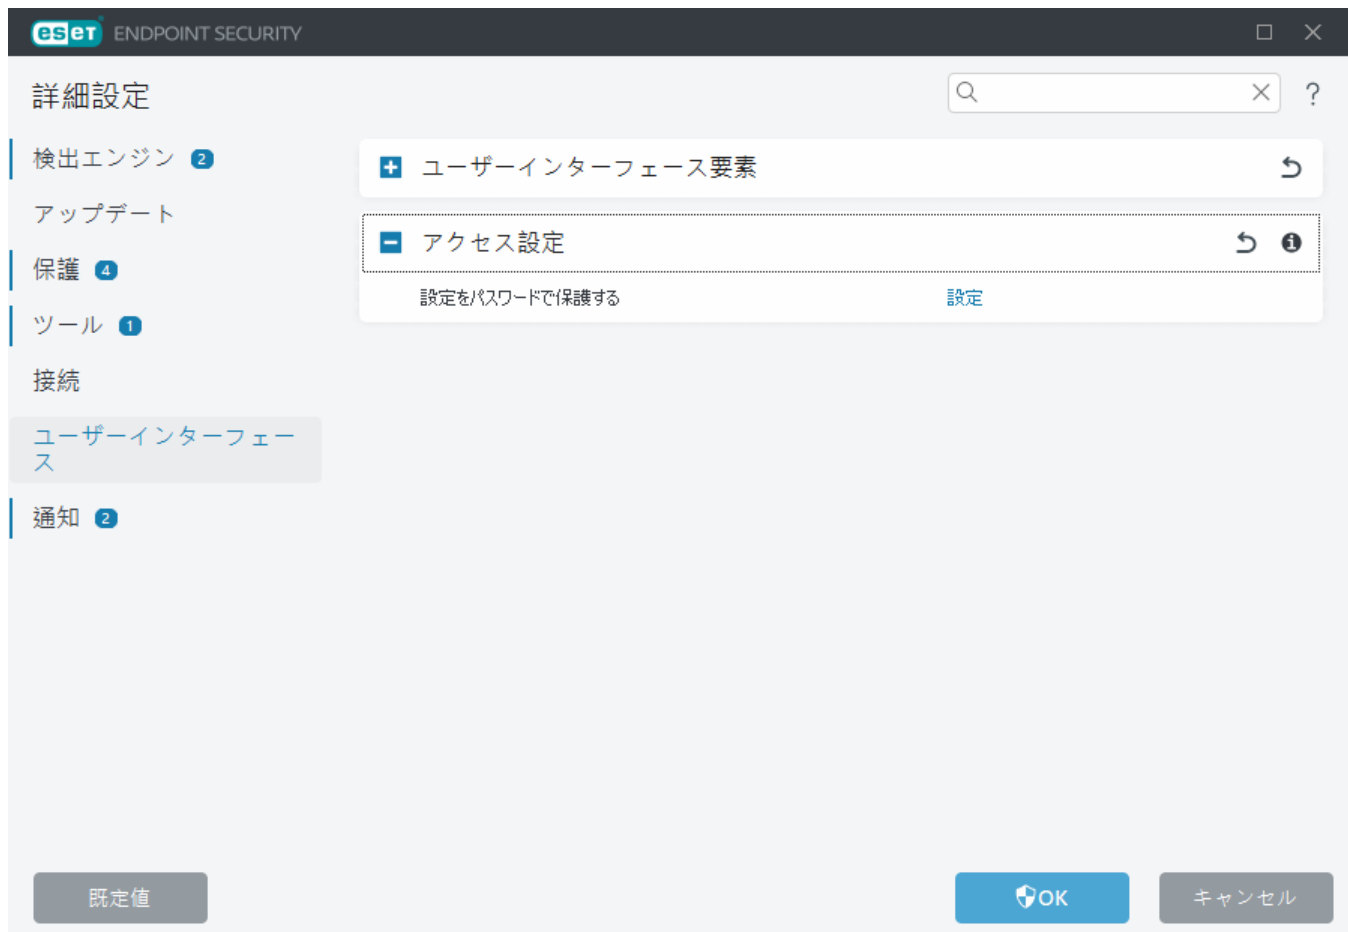 eset ENDPOINT SECURITY
詳細設定
?
検出エンジン 2
アップデート
保護 4
ツール 1
接続
ユーザーインターフェー
ス
通知 2
ユーザーインターフェース要素
アクセス設定
設定をパスワードで保護する 設定
既定値
OK
キャンセル